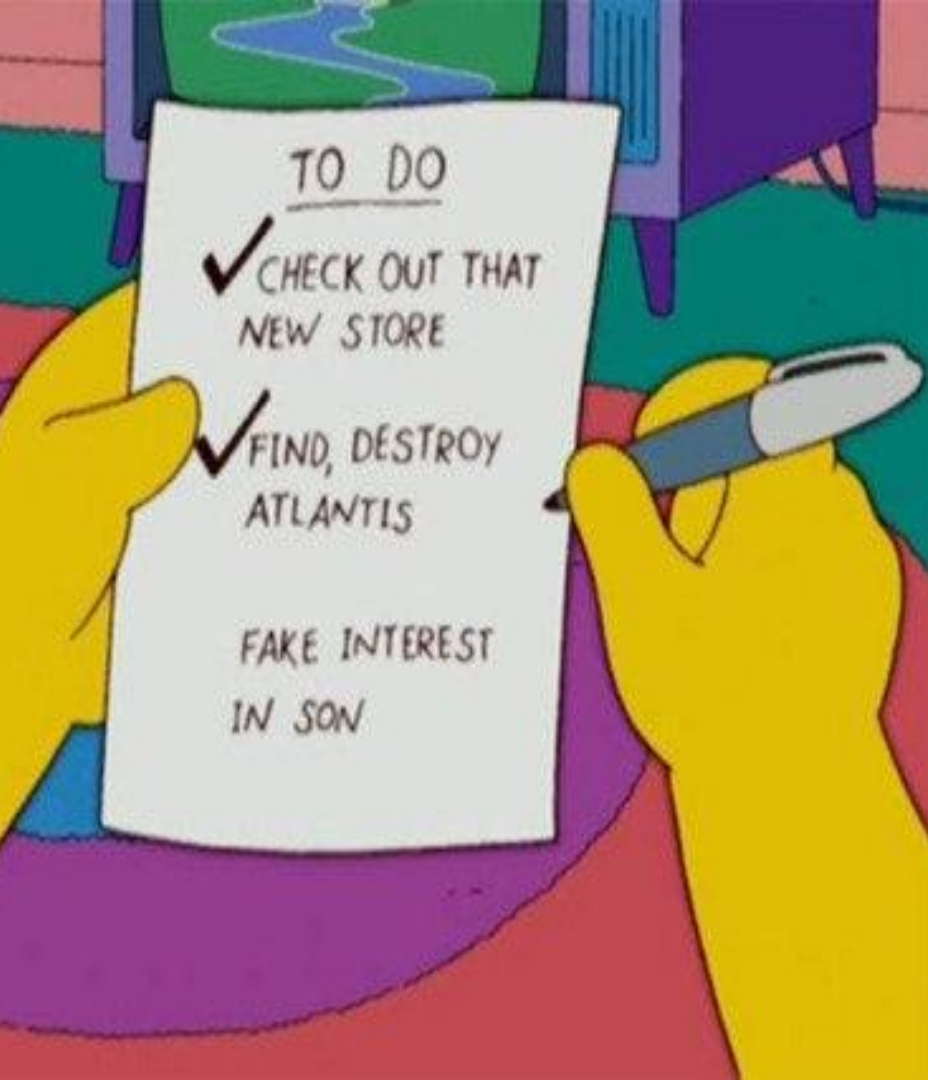 TO DO
CHECK OUT THAT
NEW STORE
FIND, DESTROY
ATLANTIS
FAKE INTEREST
IN SON